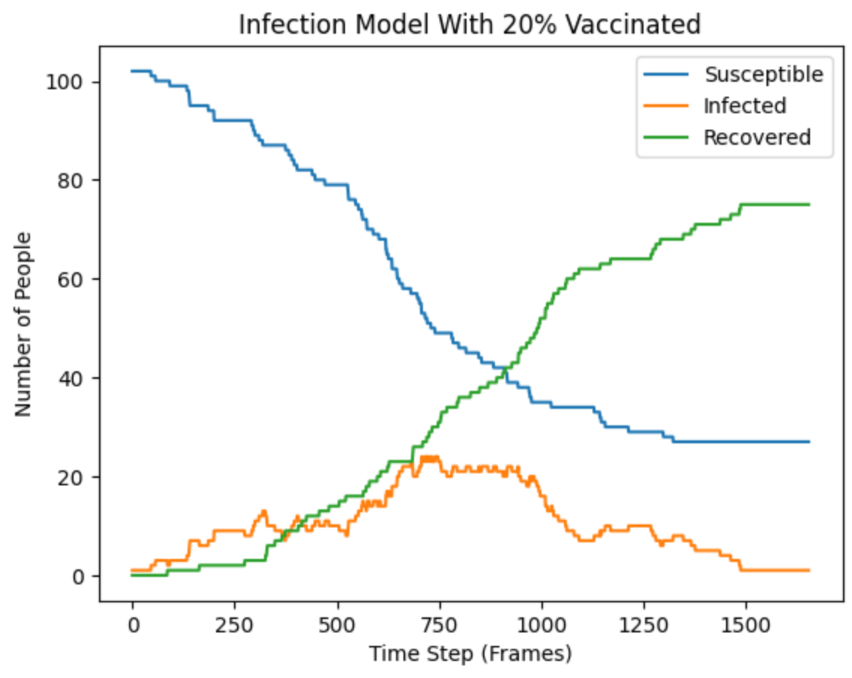 Infection Model With 20% Vaccinated
Susceptible
Infected
Recovered
Number of People
100
80
60
40
20
0
0 250 500 750 1000 1250 1500
Time Step (Frames)